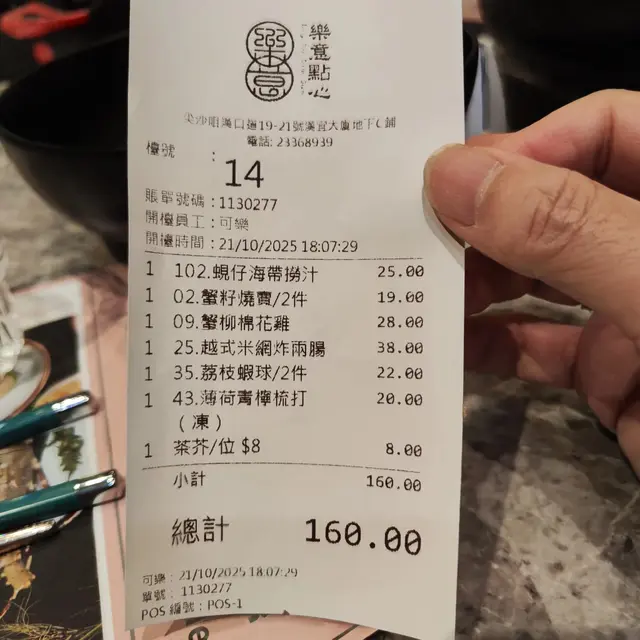 樂意
樂意點心
尖沙咀漢口道19-21號漢宜大廈地下C鋪
電話: 23368939
檯號 : 14
賬單號碼 : 1130277
開檯員工 : 可樂
開檯時間 : 21/10/2025 18:07:29
1 102.蜆仔海帶撈汁 25.00
1 02.蟹籽燒賣/2件 19.00
1 09.蟹柳棉花雞 28.00
1 25.越式米網炸兩腸 38.00
1 35.荔枝蝦球/2件 22.00
1 43.薄荷青檸梳打 20.00
(凍)
1 茶芥/位 $8 8.00
小計 160.00
總計 160.00
可樂 : 21/10/2025 18:07:29
單號 : 1130277
POS 編號 : POS-1